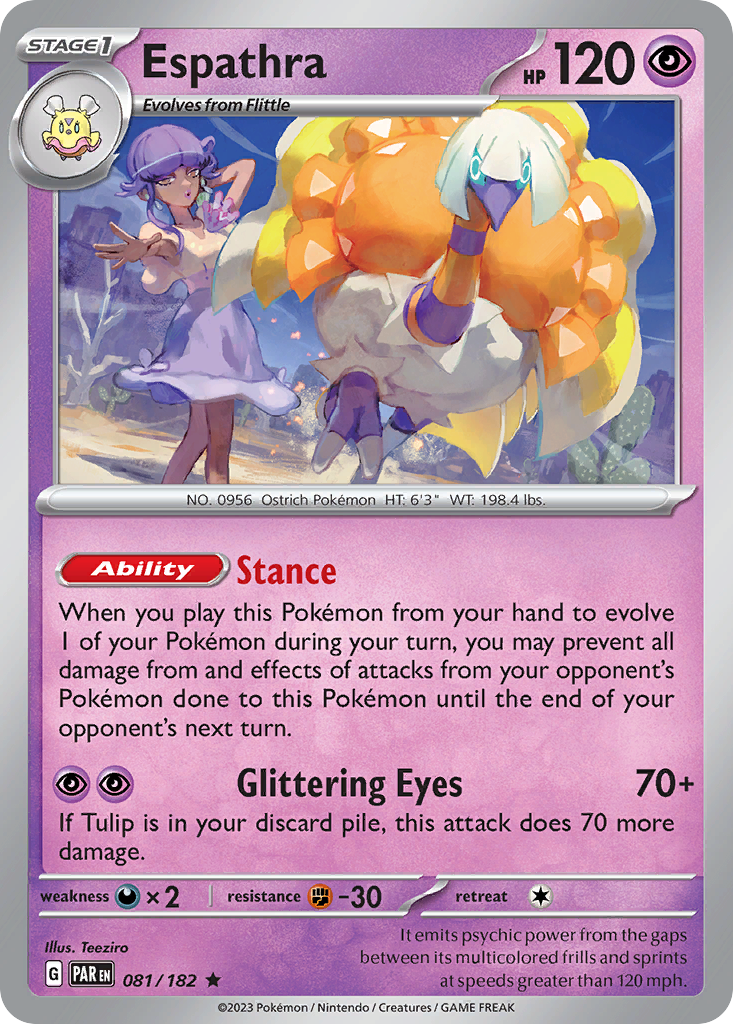 STAGE1
Espathra
HP 120
Evolves from Flittle
NO. 0956 Ostrich Pokémon HT: 6'3" WT: 198.4 lbs.
Ability Stance
When you play this Pokémon from your hand to evolve
1 of your Pokémon during your turn, you may prevent all
damage from and effects of attacks from your opponent's
Pokémon done to this Pokémon until the end of your
opponent's next turn.
Glittering Eyes 70+
If Tulip is in your discard pile, this attack does 70 more
damage.
weakness ×2 resistance -30 retreat
Illus. Teeziro
G PAR EN 081/182 ★
It emits psychic power from the gaps
between its multicolored frills and sprints
at speeds greater than 120 mph.
©2023 Pokémon / Nintendo / Creatures / GAME FREAK